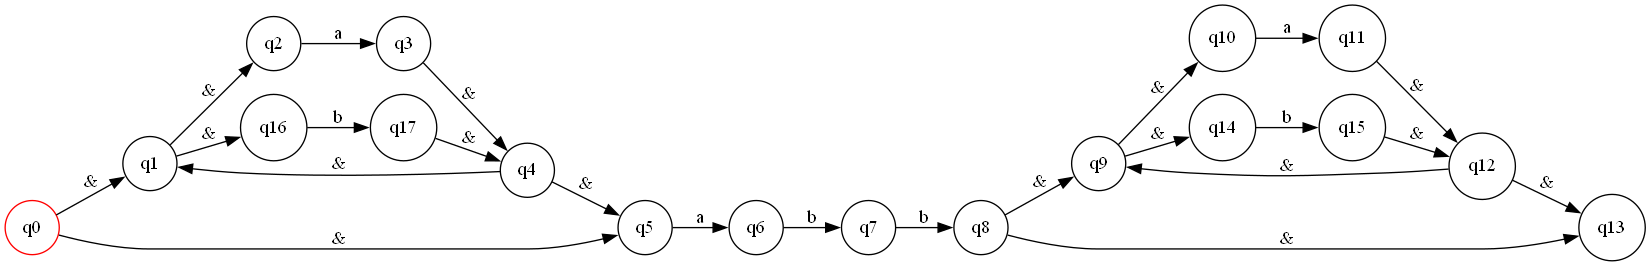 q2 a q3
q10 a q11
& & & &
q16 b q17
q14 b q15
& & & &
q1 & q4
q9 & q12
& & & &
q0 & q5 a q6 b q7 b q8 & q13